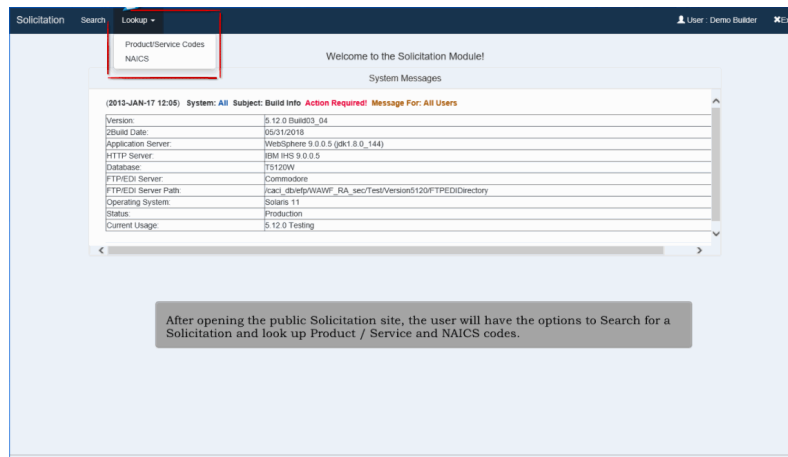 Solicitation Search Lookup User : Demo Builder
Product/Service Codes
NAICS
Welcome to the Solicitation Module!
System Messages
(2013-JAN-17 12:05) System: All Subject: Build Info Action Required! Message For: All Users
Version: 5.12.0 Build03_04
2Build Date: 05/31/2018
Application Server: WebSphere 9.0.0.5 (jdk1.8.0_144)
HTTP Server: IBM IHS 9.0.0.5
Database: T5120W
FTP/EDI Server: Commodore
FTP/EDI Server Path: /caci_db/efp/WAWF_RA_sec/Test/Version5120/FTPEDIDirectory
Operating System: Solaris 11
Status: Production
Current Usage: 5.12.0 Testing
After opening the public Solicitation site, the user will have the options to Search for a
Solicitation and look up Product / Service and NAICS codes.